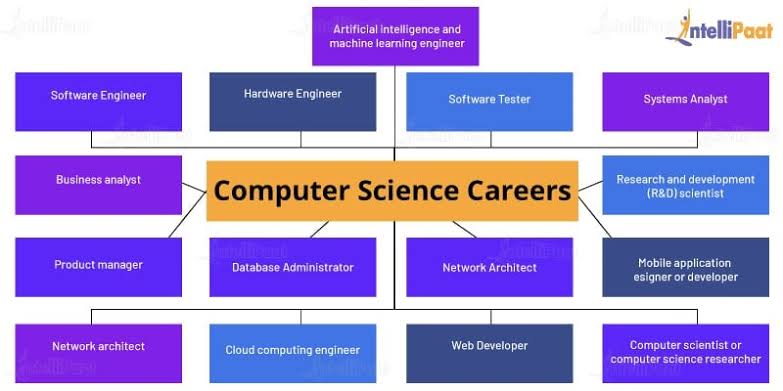 Artificial intelligence and
machine learning engineer
IntelliPaat
Software Engineer
Hardware Engineer
Software Tester
Systems Analyst
Business analyst
Computer Science Careers
Research and development
(R&D) scientist
Product manager
Database Administrator
Network Architect
Mobile application
esigner or developer
Network architect
Cloud computing engineer
Web Developer
Computer scientist or
computer science researcher